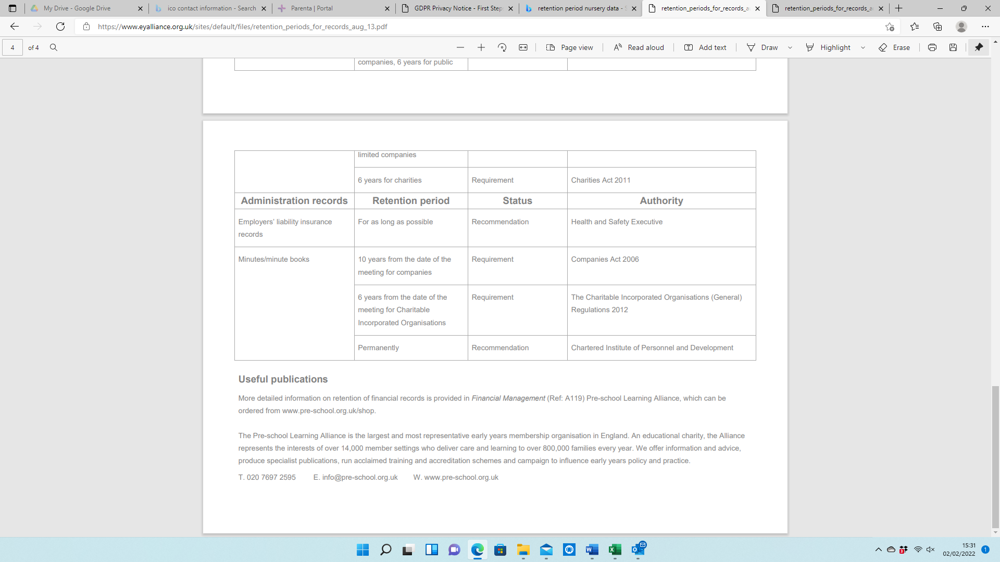 My Drive - Google Drive
ico contact information - Search
Parenta | Portal
GDPR Privacy Notice - First Step
retention period nursery data - S
retention_periods_for_records_a
retention_periods_for_records_a
https://www.eyalliance.org.uk/sites/default/files/retention_periods_for_records_aug_13.pdf
4 of 4
Page view
Read aloud
Add text
Draw
Highlight
Erase
companies, 6 years for public
limited companies
6 years for charities Requirement Charities Act 2011
Administration records Retention period Status Authority
Employers' liability insurance For as long as possible Recommendation Health and Safety Executive
records
Minutes/minute books 10 years from the date of the Requirement Companies Act 2006
meeting for companies
6 years from the date of the Requirement The Charitable Incorporated Organisations (General)
meeting for Charitable Regulations 2012
Incorporated Organisations
Permanently Recommendation Chartered Institute of Personnel and Development
Useful publications
More detailed information on retention of financial records is provided in Financial Management (Ref: A119) Pre-school Learning Alliance, which can be
ordered from www.pre-school.org.uk/shop.
The Pre-school Learning Alliance is the largest and most representative early years membership organisation in England. An educational charity, the Alliance
represents the interests of over 14,000 member settings who deliver care and learning to over 800,000 families every year. We offer information and advice,
produce specialist publications, run acclaimed training and accreditation schemes and campaign to influence early years policy and practice.
T. 020 7697 2595 E. info@pre-school.org.uk W. www.pre-school.org.uk
15:31
02/02/2022
1